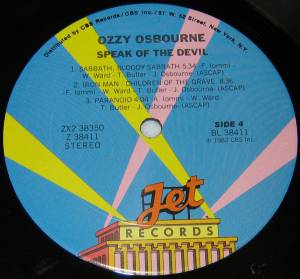 Distributed by CBS Records / CBS Inc. / 51 W. 52 Street, New York, N.Y.
OZZY OSBOURNE
SPEAK OF THE DEVIL
1. SABBATH, BLOODY SABBATH 5:34 -F. Iommi -
W. Ward - T. Butler - J. Osbourne- (ASCAP)
2. IRON MAN / CHILDREN OF THE GRAVE 8:36
-F. Iommi - W. Ward - T. Butler - J. Osbourne- (ASCAP)
3. PARANOID 4:04 -A. Iommi - W. Ward -
T. Butler - J. Osbourne- (ASCAP)
ZX2 38350
Z 38411
STEREO
SIDE 4
BL 38411
℗ 1982 CBS Inc.
Jet
RECORDS